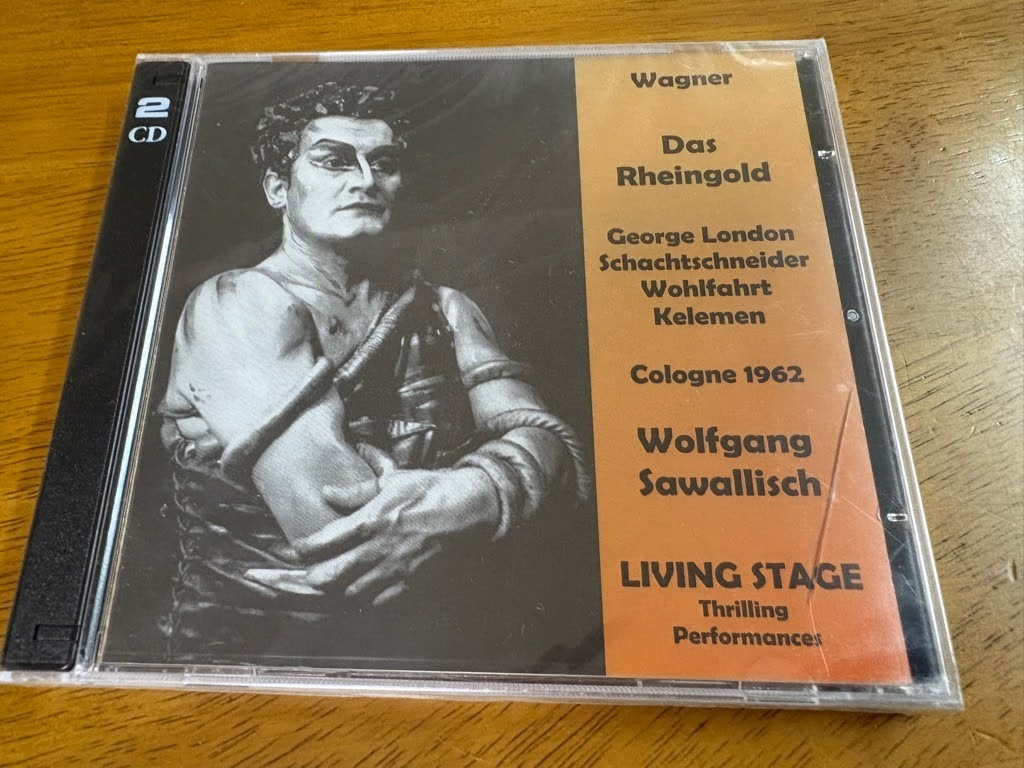 2
CD
Wagner
Das
Rheingold
George London
Schachtschneider
Wohlfahrt
Kelemen
Cologne 1962
Wolfgang
Sawallisch
LIVING STAGE
Thrilling
Performances